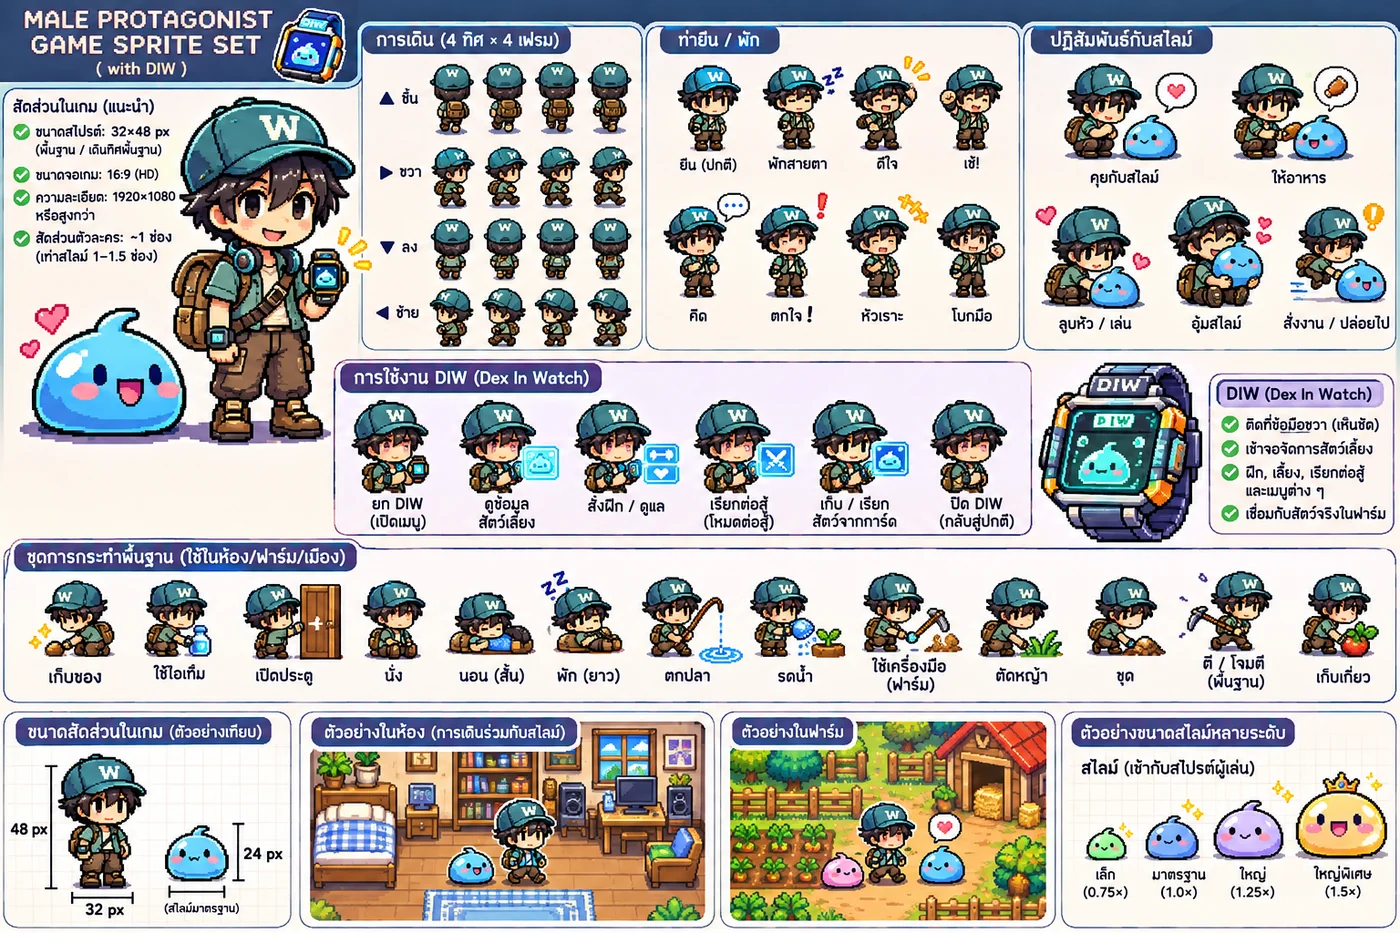 MALE PROTAGONIST
GAME SPRITE SET
( with DIW )
DIW
สัดส่วนในเกม (แนะนำ)
ขนาดสไปรต์: 32×48 px
(พื้นฐาน / เดินทิศพื้นฐาน)
ขนาดจอเกม: 16:9 (HD)
ความละเอียด: 1920×1080
หรือสูงกว่า
สัดส่วนตัวละคร: ~1 ช่อง
(เท่าสไลม์ 1–1.5 ช่อง)
W
การเดิน (4 ทิศ × 4 เฟรม)
▲ ขึ้น
▶ ขวา
▼ ลง
◀ ซ้าย
ท่ายืน / พัก
zz
ยืน (ปกติ)
พักสายตา
ดีใจ
เช้!
...
!
คิด
ตกใจ !
หัวเราะ
โบกมือ
ปฏิสัมพันธ์กับสไลม์
คุยกับสไลม์
ให้อาหาร
!
ลูบหัว / เล่น
อุ้มสไลม์
สั่งงาน / ปล่อยไป
การใช้งาน DIW (Dex In Watch)
ยก DIW
(เปิดเมนู)
ดูข้อมูล
สัตว์เลี้ยง
สั่งฝึก / ดูแล
เรียกต่อสู้
(โหมดต่อสู้)
เก็บ / เรียก
สัตว์จากการ์ด
ปิด DIW
(กลับสู่ปกติ)
DIW
DIW
DIW (Dex In Watch)
ติดที่ข้อมือขวา (เห็นชัด)
เช้าจอจัดการสัตว์เลี้ยง
ฝึก, เลี้ยง, เรียกต่อสู้
และเมนูต่าง ๆ
เชื่อมกับสัตว์จริงในฟาร์ม
ชุดการกระทำพื้นฐาน (ใช้ในห้อง/ฟาร์ม/เมือง)
zz
เก็บของ
ใช้ไอเท็ม
เปิดประตู
นั่ง
นอน (สั้น)
พัก (ยาว)
ตกปลา
รดน้ำ
ใช้เครื่องมือ
(ฟาร์ม)
ตัดหญ้า
ขุด
ตี / โจมตี
(พื้นฐาน)
เก็บเกี่ยว
ขนาดสัดส่วนในเกม (ตัวอย่างเทียบ)
48 px
32 px
24 px
(สไลม์มาตรฐาน)
ตัวอย่างในห้อง (การเดินร่วมกับสไลม์)
ตัวอย่างในฟาร์ม
ตัวอย่างขนาดสไลม์หลายระดับ
สไลม์ (เช้ากับสไปรต์ผู้เล่น)
เล็ก
(0.75×)
มาตรฐาน
(1.0×)
ใหญ่
(1.25×)
ใหญ่พิเศษ
(1.5×)